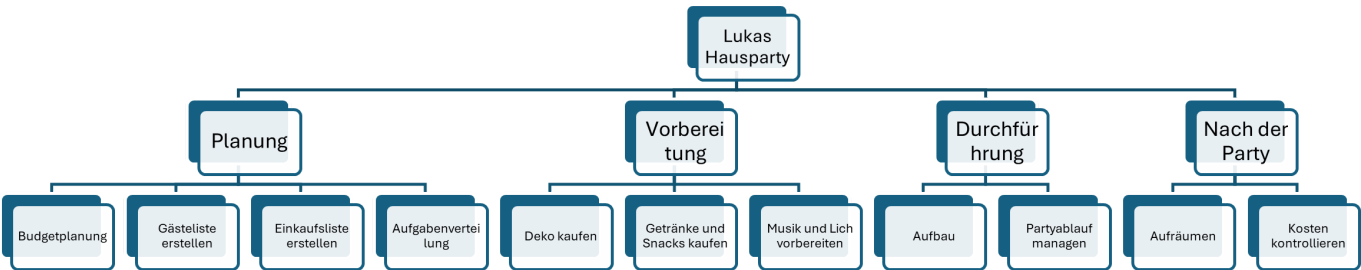 Lukas
Hausparty
Planung
Vorberei
tung
Durchfür
hrung
Nach der
Party
Budgetplanung
Gästeliste
erstellen
Einkaufsliste
erstellen
Aufgabenvertei
lung
Deko kaufen
Getränke und
Snacks kaufen
Musik und Lich
vorbereiten
Aufbau
Partyablauf
managen
Aufräumen
Kosten
kontrollieren